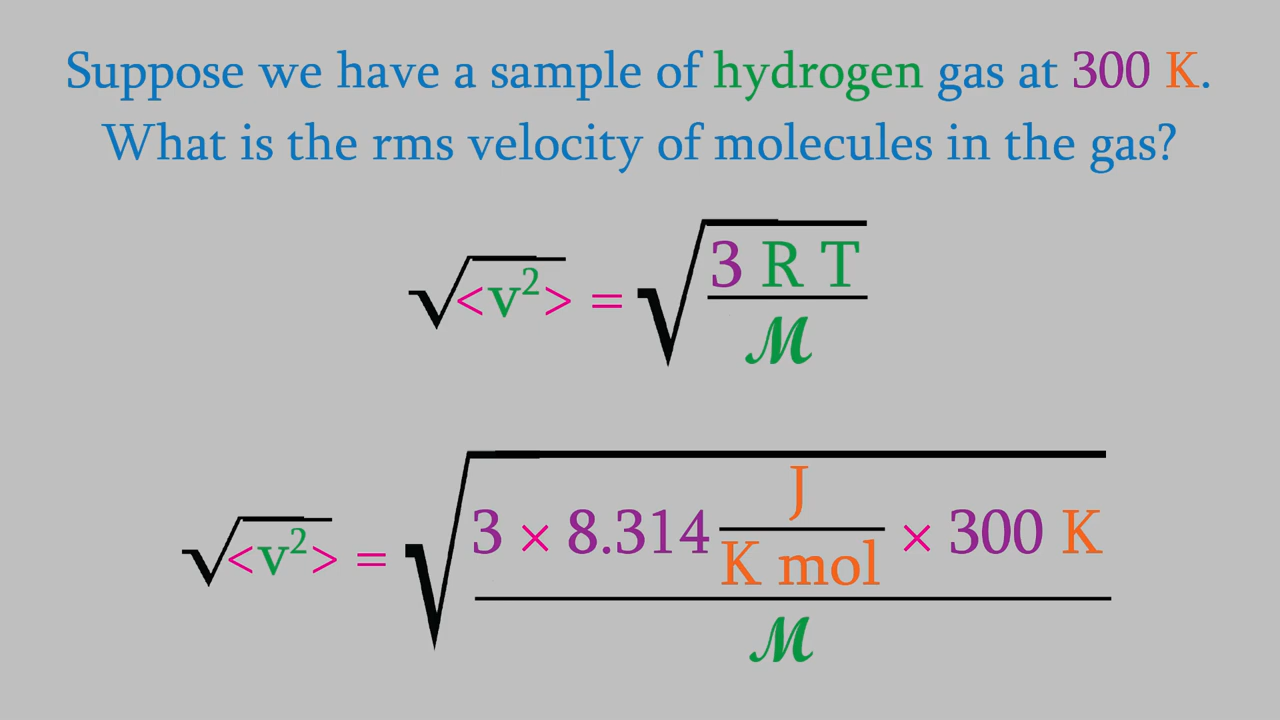 Suppose we have a sample of hydrogen gas at 300 K.
What is the rms velocity of molecules in the gas?
√<v²> = √(3 R T / ℳ)
√<v²> = √(3 × 8.314 J / K mol × 300 K / ℳ)